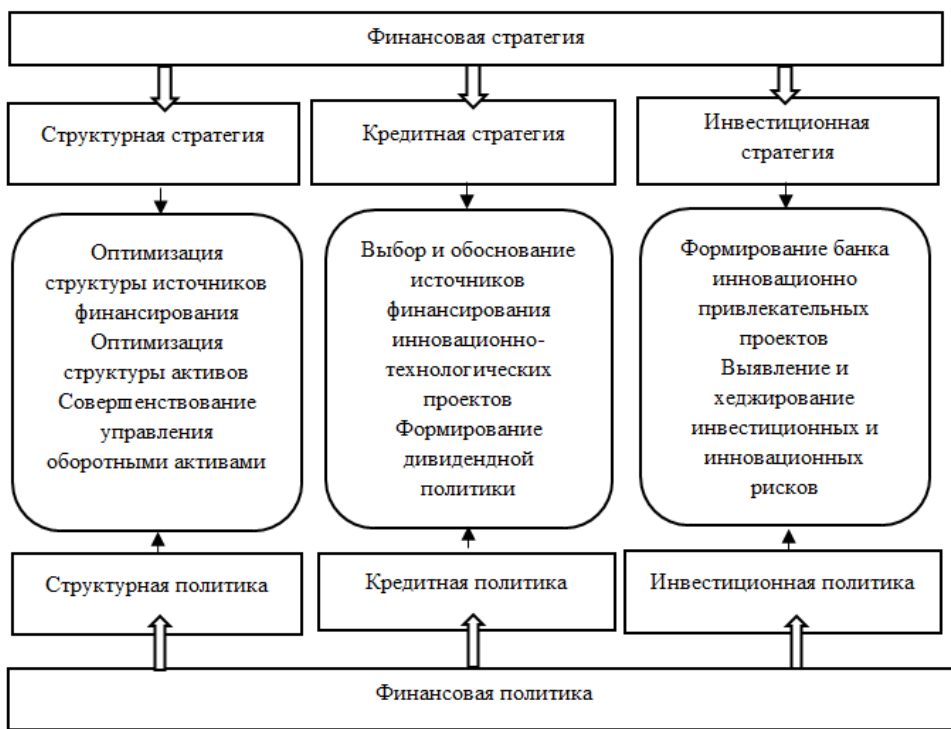 Финансовая стратегия
Структурная стратегия
Кредитная стратегия
Инвестиционная
стратегия
Оптимизация
структуры источников
финансирования
Оптимизация
структуры активов
Совершенствование
управления
оборотными активами
Выбор и обоснование
источников
финансирования
инновационно-
технологических
проектов
Формирование
дивидендной
политики
Формирование банка
инновационно
привлекательных
проектов
Выявление и
хеджирование
инвестиционных и
инновационных
рисков
Структурная политика
Кредитная политика
Инвестиционная политика
Финансовая политика